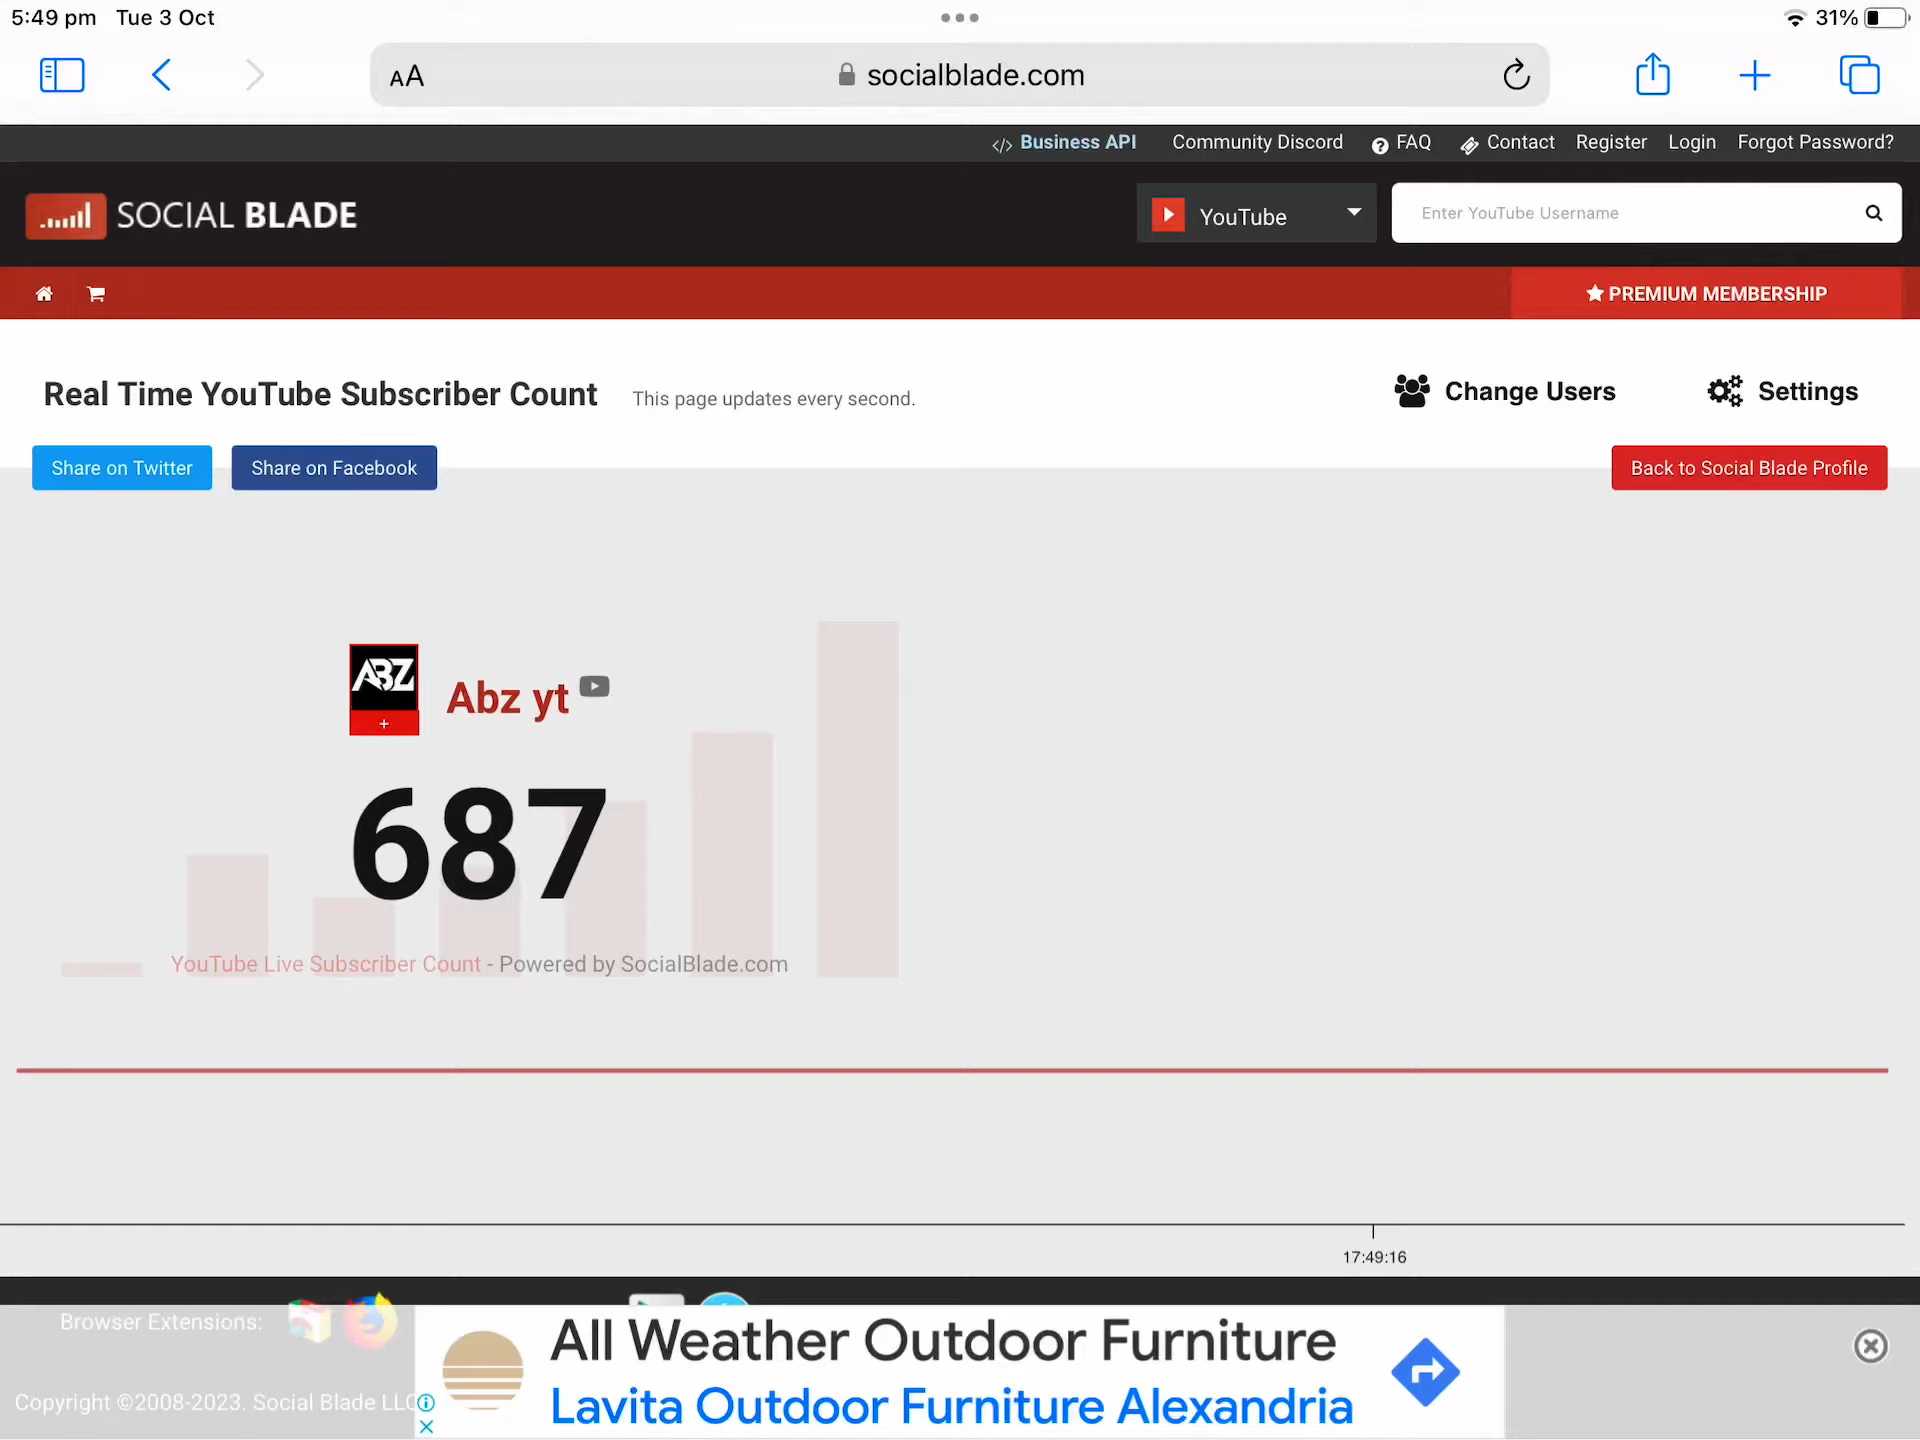 5:49 pm Tue 3 Oct
31%
AA
socialblade.com
Business API Community Discord FAQ Contact Register Login Forgot Password?
SOCIAL BLADE
YouTube
Enter YouTube Username
PREMIUM MEMBERSHIP
Real Time YouTube Subscriber Count This page updates every second.
Change Users Settings
Share on Twitter Share on Facebook Back to Social Blade Profile
ABZ
+
Abz yt
687
YouTube Live Subscriber Count - Powered by SocialBlade.com
17:49:16
Browser Extensions:
All Weather Outdoor Furniture
Lavita Outdoor Furniture Alexandria
Copyright ©2008-2023. Social Blade LLC